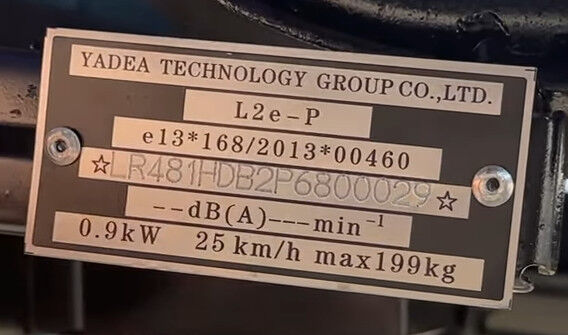 YADEA TECHNOLOGY GROUP CO.,LTD.
L2e-P
e13*168/2013*00460
☆LR481HDB2P6800029☆
--dB(A)---min⁻¹
0.9kW 25km/h max199kg